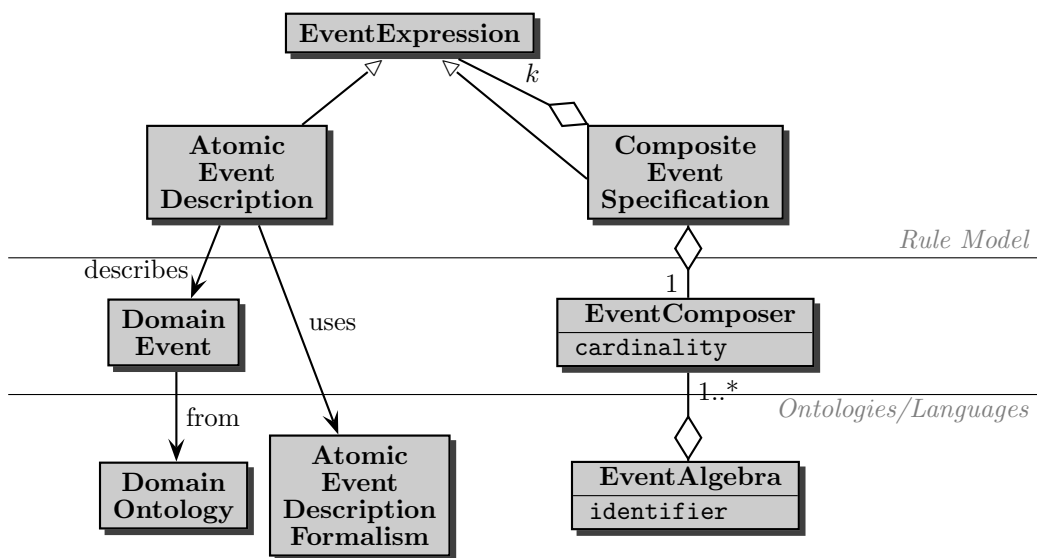 EventExpression
k
Atomic
Event
Description
Composite
Event
Specification
Rule Model
describes
1
Domain
Event
uses
EventComposer
cardinality
1..*
Ontologies/Languages
from
Domain
Ontology
Atomic
Event
Description
Formalism
EventAlgebra
identifier